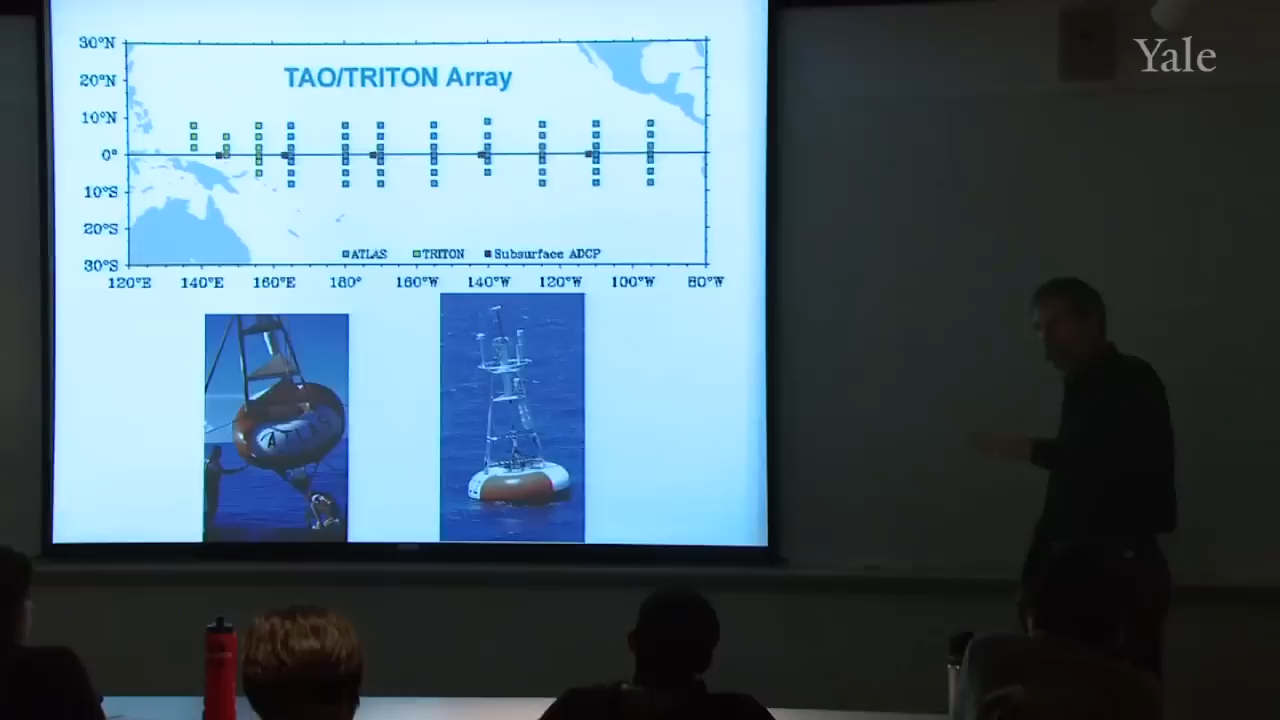 Yale
30°N
TAO/TRITON Array
20°N
10°N
0°
10°S
20°S
30°S
ATLAS TRITON Subsurface ADCP
120°E 140°E 160°E 180° 160°W 140°W 120°W 100°W 80°W
ATLAS